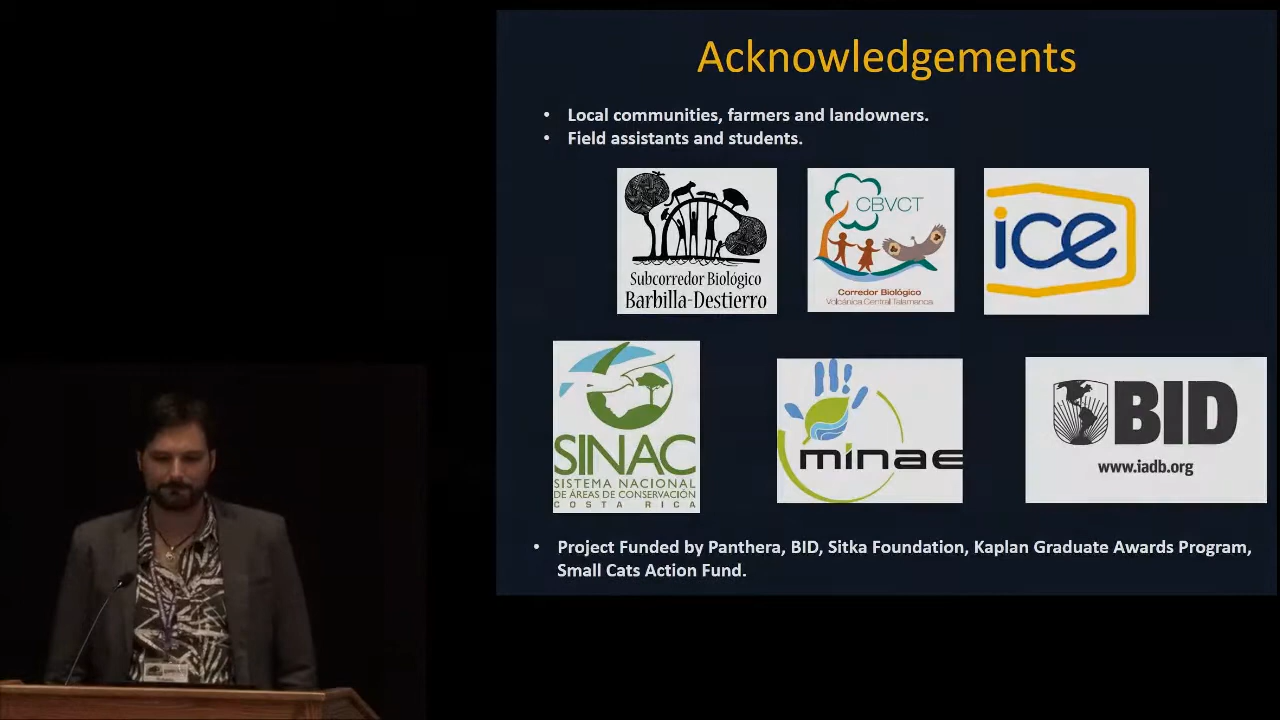 Acknowledgements
• Local communities, farmers and landowners.
• Field assistants and students.
Subcorredor Biológico
Barbilla-Destierro
CBVCT
Corredor Biológico
Volcánica Central Talamanca
ice
SINAC
SISTEMA NACIONAL
DE ÁREAS DE CONSERVACIÓN
COSTA RICA
minae
BID
www.iadb.org
• Project Funded by Panthera, BID, Sitka Foundation, Kaplan Graduate Awards Program,
Small Cats Action Fund.